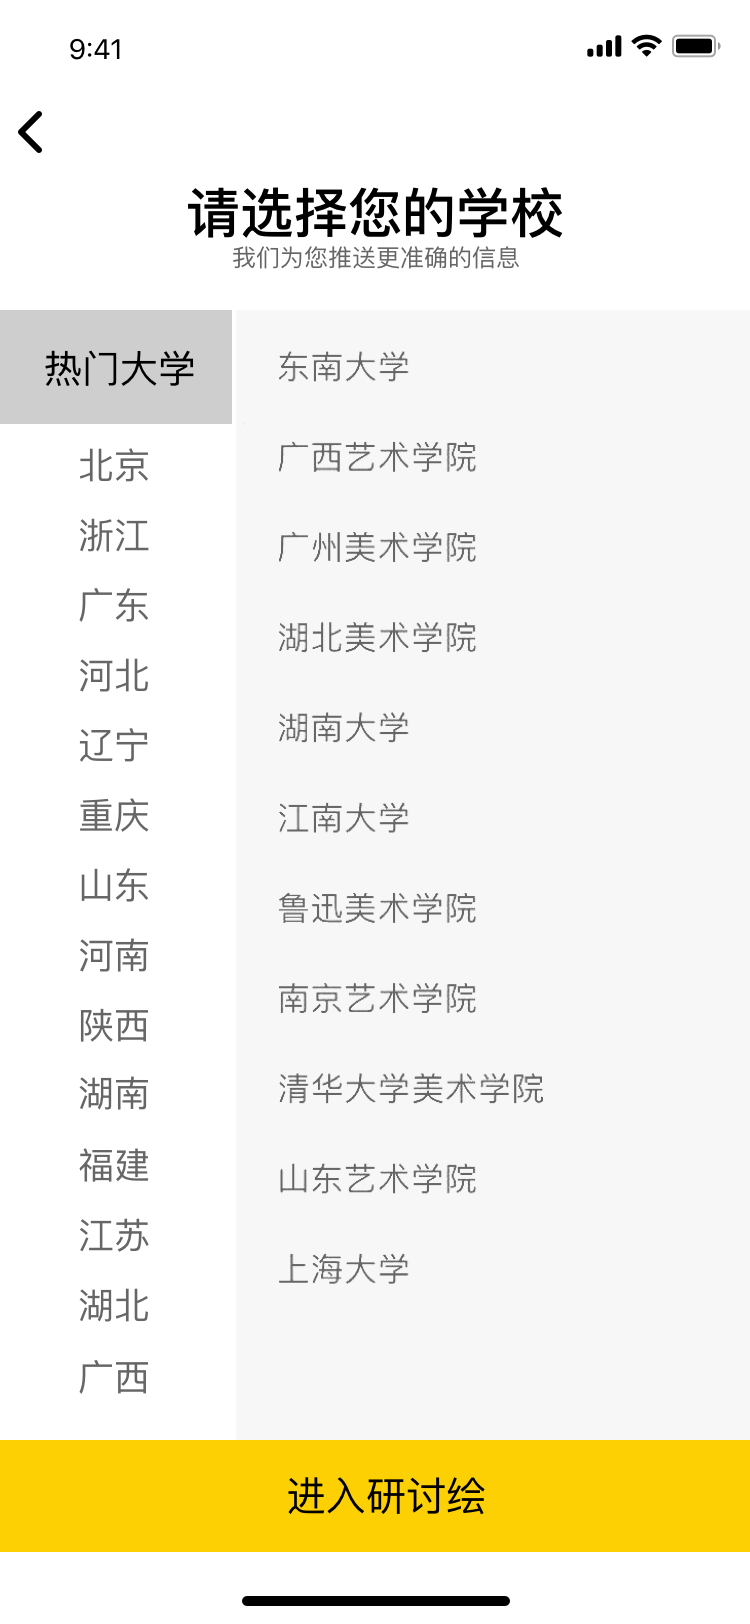 9:41
请选择您的学校
我们为您推送更准确的信息
热门大学
北京
浙江
广东
河北
辽宁
重庆
山东
河南
陕西
湖南
福建
江苏
湖北
广西
东南大学
广西艺术学院
广州美术学院
湖北美术学院
湖南大学
江南大学
鲁迅美术学院
南京艺术学院
清华大学美术学院
山东艺术学院
上海大学
进入研讨绘